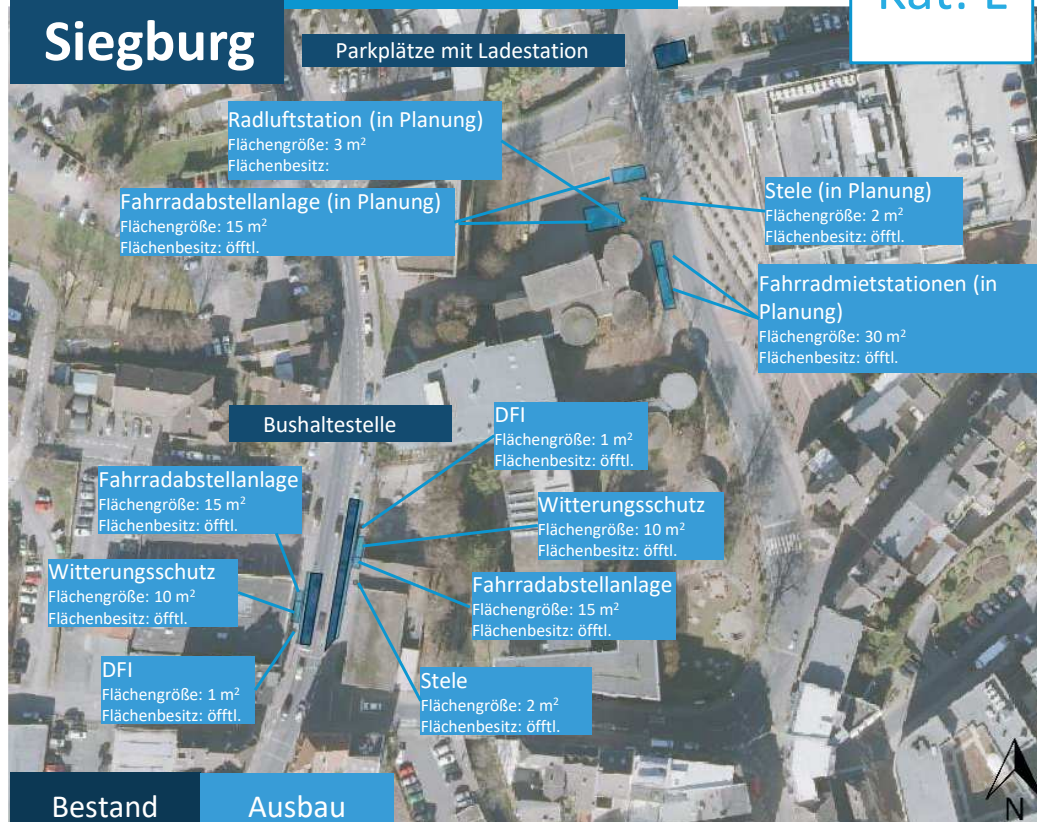 Siegburg
Kat. L
Parkplätze mit Ladestation
Radluftstation (in Planung)
Flächengröße: 3 m²
Flächenbesitz:
Fahrradabstellanlage (in Planung)
Flächengröße: 15 m²
Flächenbesitz: öfftl.
Stele (in Planung)
Flächengröße: 2 m²
Flächenbesitz: öfftl.
Fahrradmietstationen (in
Planung)
Flächengröße: 30 m²
Flächenbesitz: öfftl.
Bushaltestelle
DFI
Flächengröße: 1 m²
Flächenbesitz: öfftl.
Fahrradabstellanlage
Flächengröße: 15 m²
Flächenbesitz: öfftl.
Witterungsschutz
Flächengröße: 10 m²
Flächenbesitz: öfftl.
Witterungsschutz
Flächengröße: 10 m²
Flächenbesitz: öfftl.
Fahrradabstellanlage
Flächengröße: 15 m²
Flächenbesitz: öfftl.
DFI
Flächengröße: 1 m²
Flächenbesitz: öfftl.
Stele
Flächengröße: 2 m²
Flächenbesitz: öfftl.
Bestand
Ausbau
N